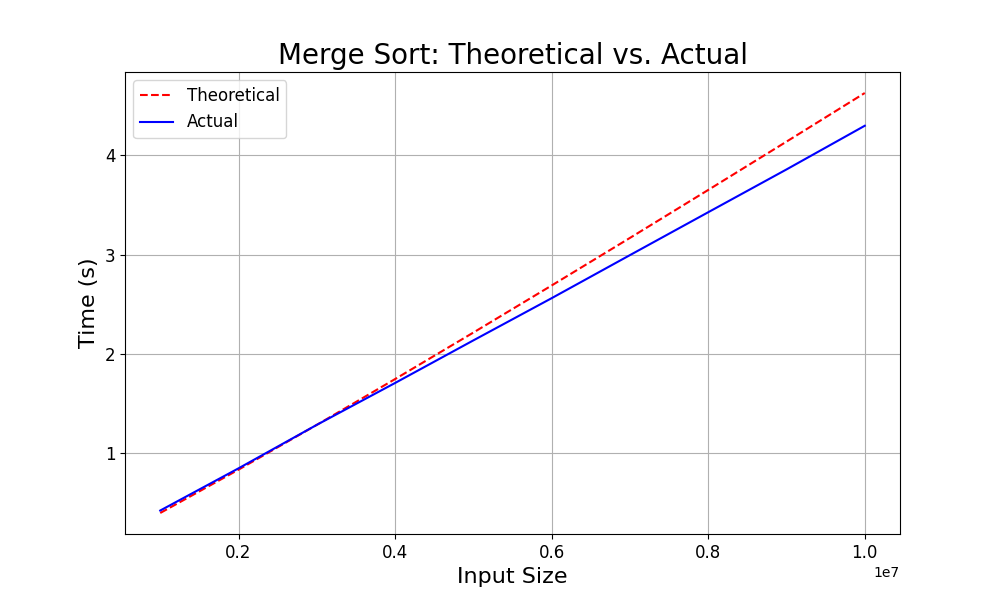 Merge Sort: Theoretical vs. Actual
Theoretical
Actual
4
3
2
1
Time (s)
0.2 0.4 0.6 0.8 1.0
1e7
Input Size